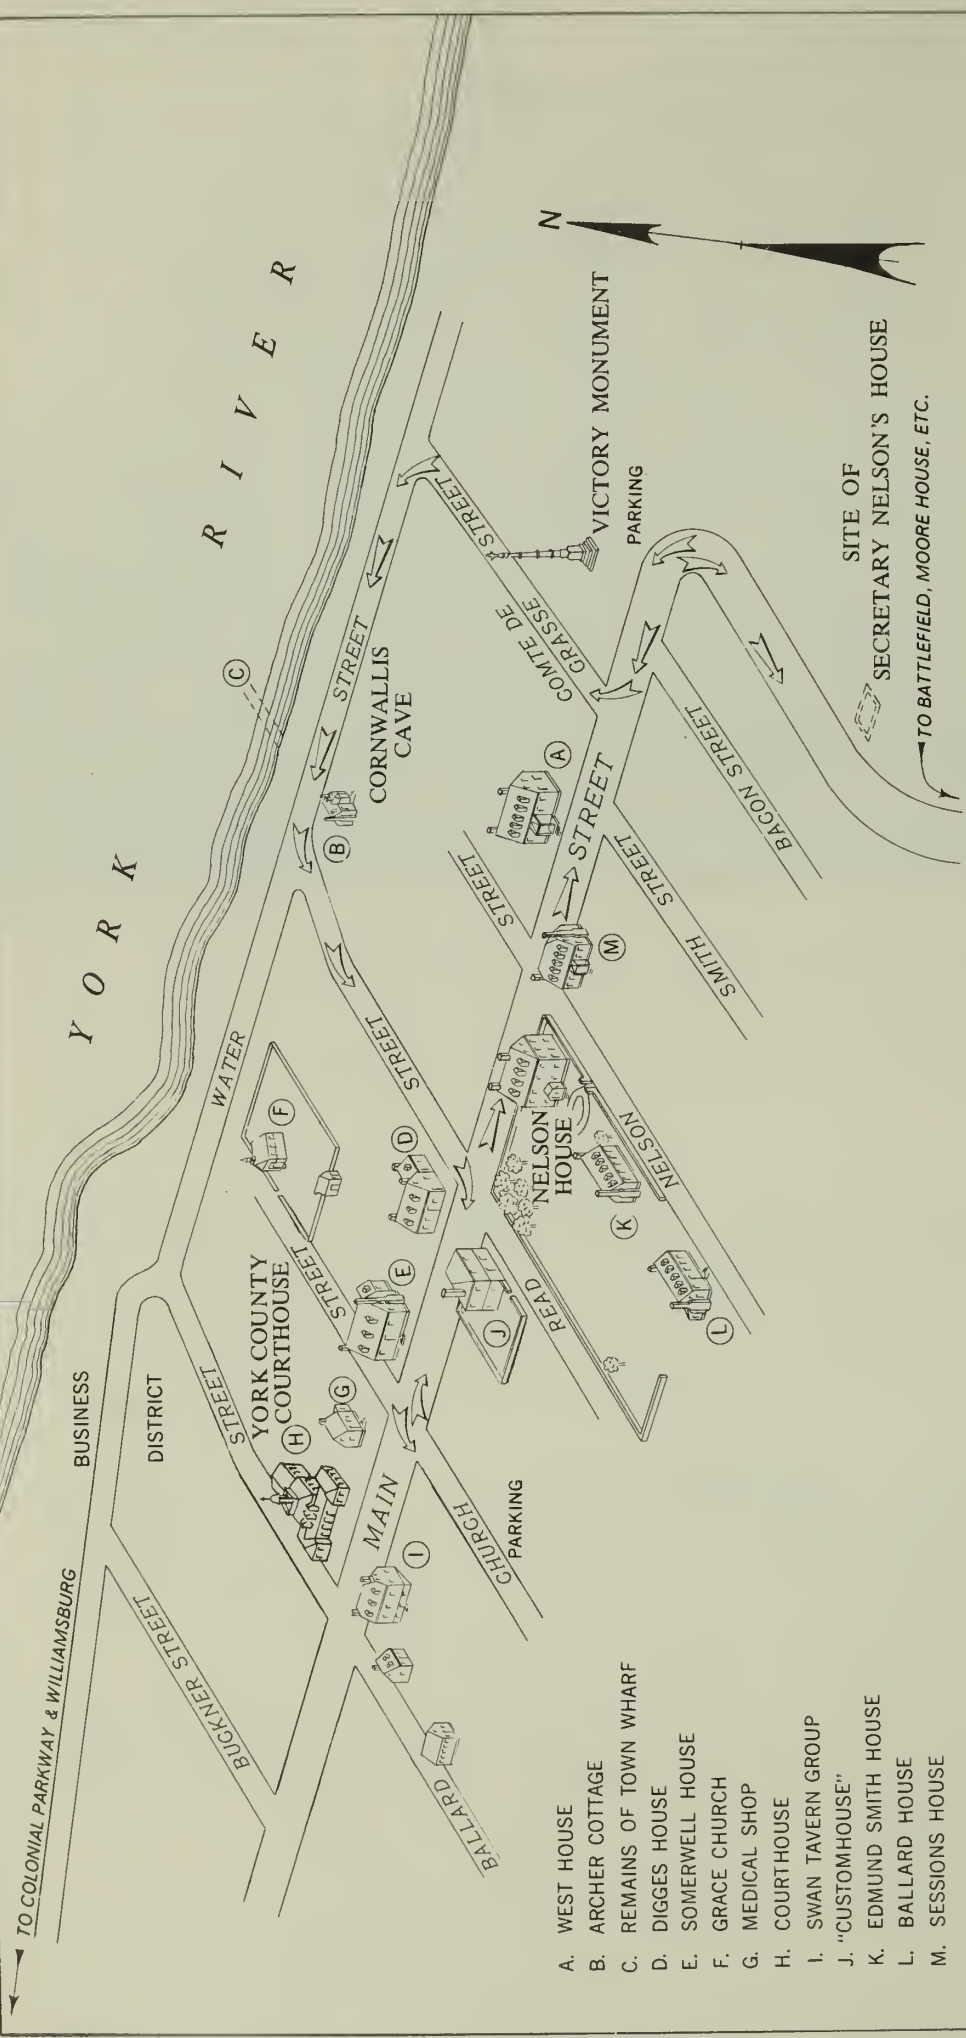 TO COLONIAL PARKWAY & WILLIAMSBURG
YORK RIVER
BUSINESS
DISTRICT
BUCKNER STREET
STREET
WATER
STREET
YORK COUNTY
COURTHOUSE
H
G
F
STREET
E
D
STREET
B
C
CORNWALLIS
CAVE
STREET
COMTE DE
GRASSE
N
VICTORY MONUMENT
PARKING
MAIN
STREET
A
STREET
M
I
J
READ
NELSON
HOUSE
K
L
NELSON
SMITH
STREET
BACON STREET
BALLARD
CHURCH
PARKING
SITE OF
SECRETARY NELSON'S HOUSE
TO BATTLEFIELD, MOORE HOUSE, ETC.
A. WEST HOUSE
B. ARCHER COTTAGE
C. REMAINS OF TOWN WHARF
D. DIGGES HOUSE
E. SOMERWELL HOUSE
F. GRACE CHURCH
G. MEDICAL SHOP
H. COURTHOUSE
I. SWAN TAVERN GROUP
J. "CUSTOMHOUSE"
K. EDMUND SMITH HOUSE
L. BALLARD HOUSE
M. SESSIONS HOUSE